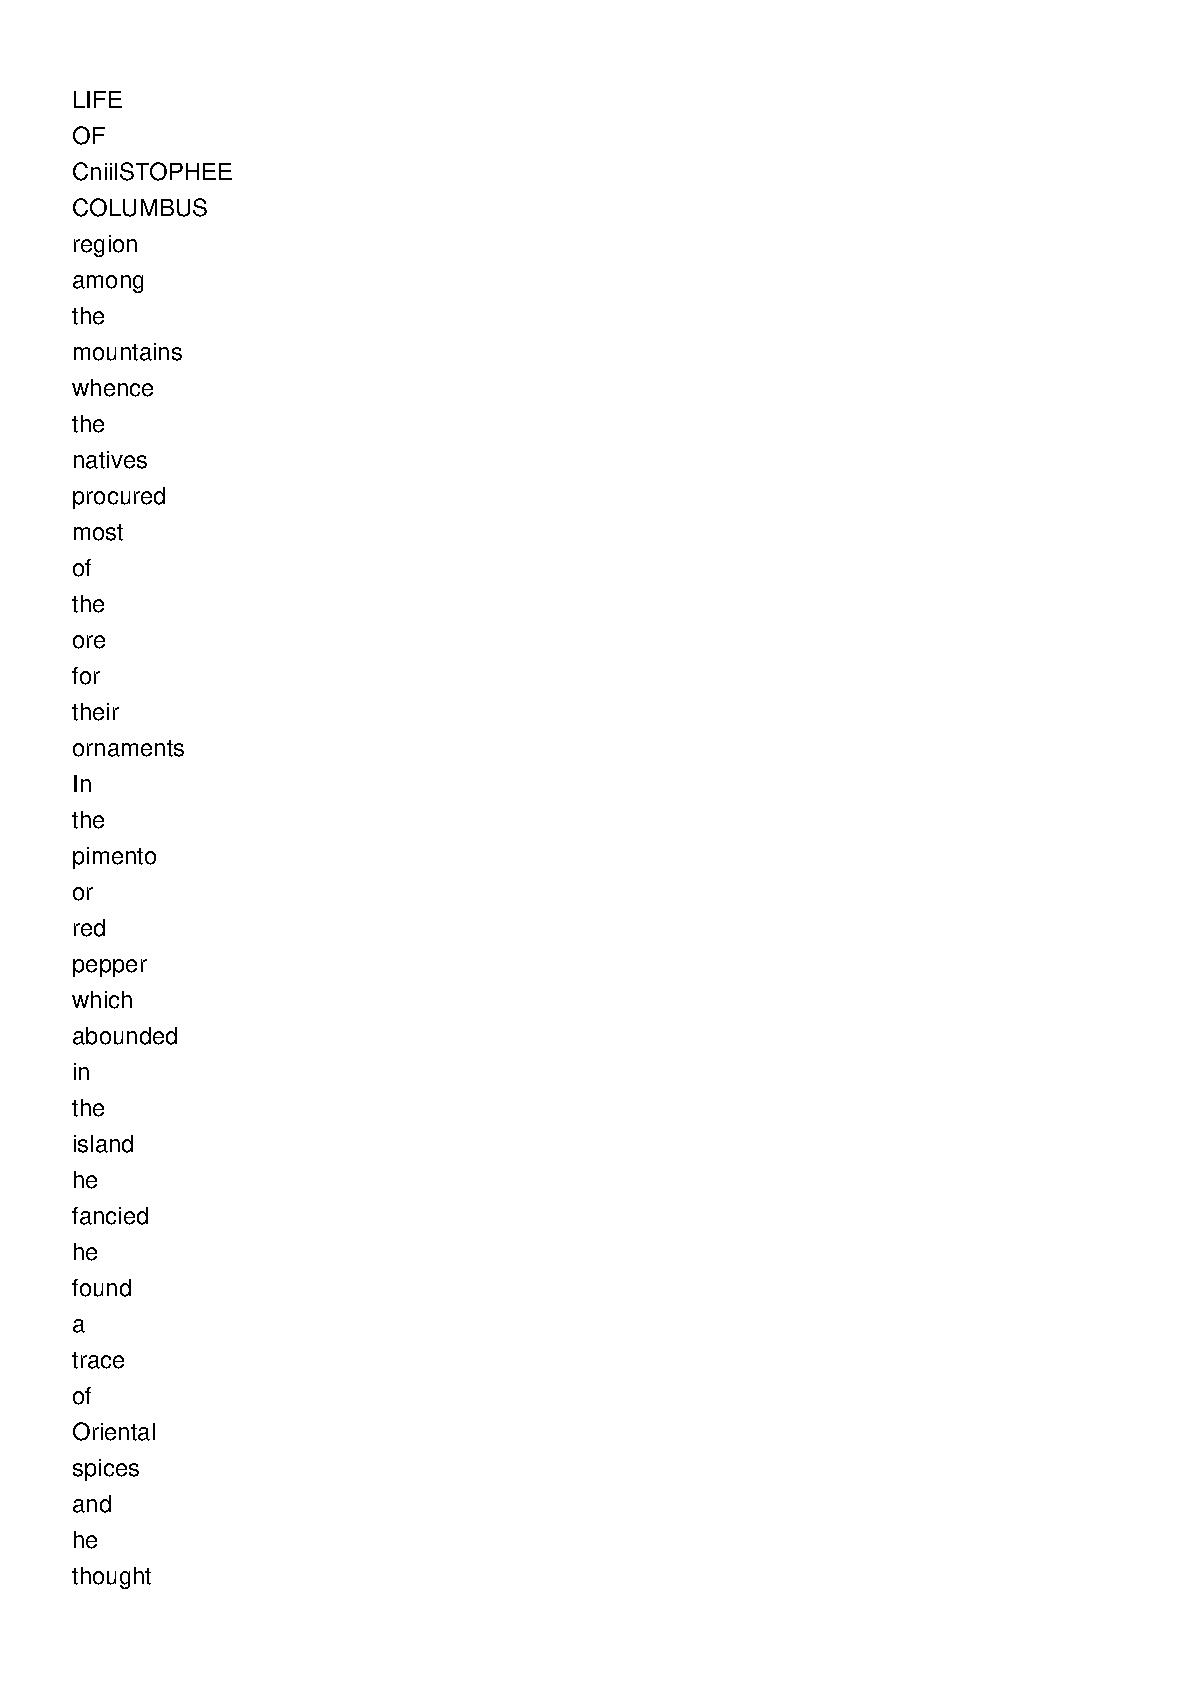 LIFE
OF
CniilSTOPHEE
COLUMBUS
region
among
the
mountains
whence
the
natives
procured
most
of
the
ore
for
their
ornaments
In
the
pimento
or
red
pepper
which
abounded
in
the
island
he
fancied
he
found
a
trace
of
Oriental
spices
and
he
thought